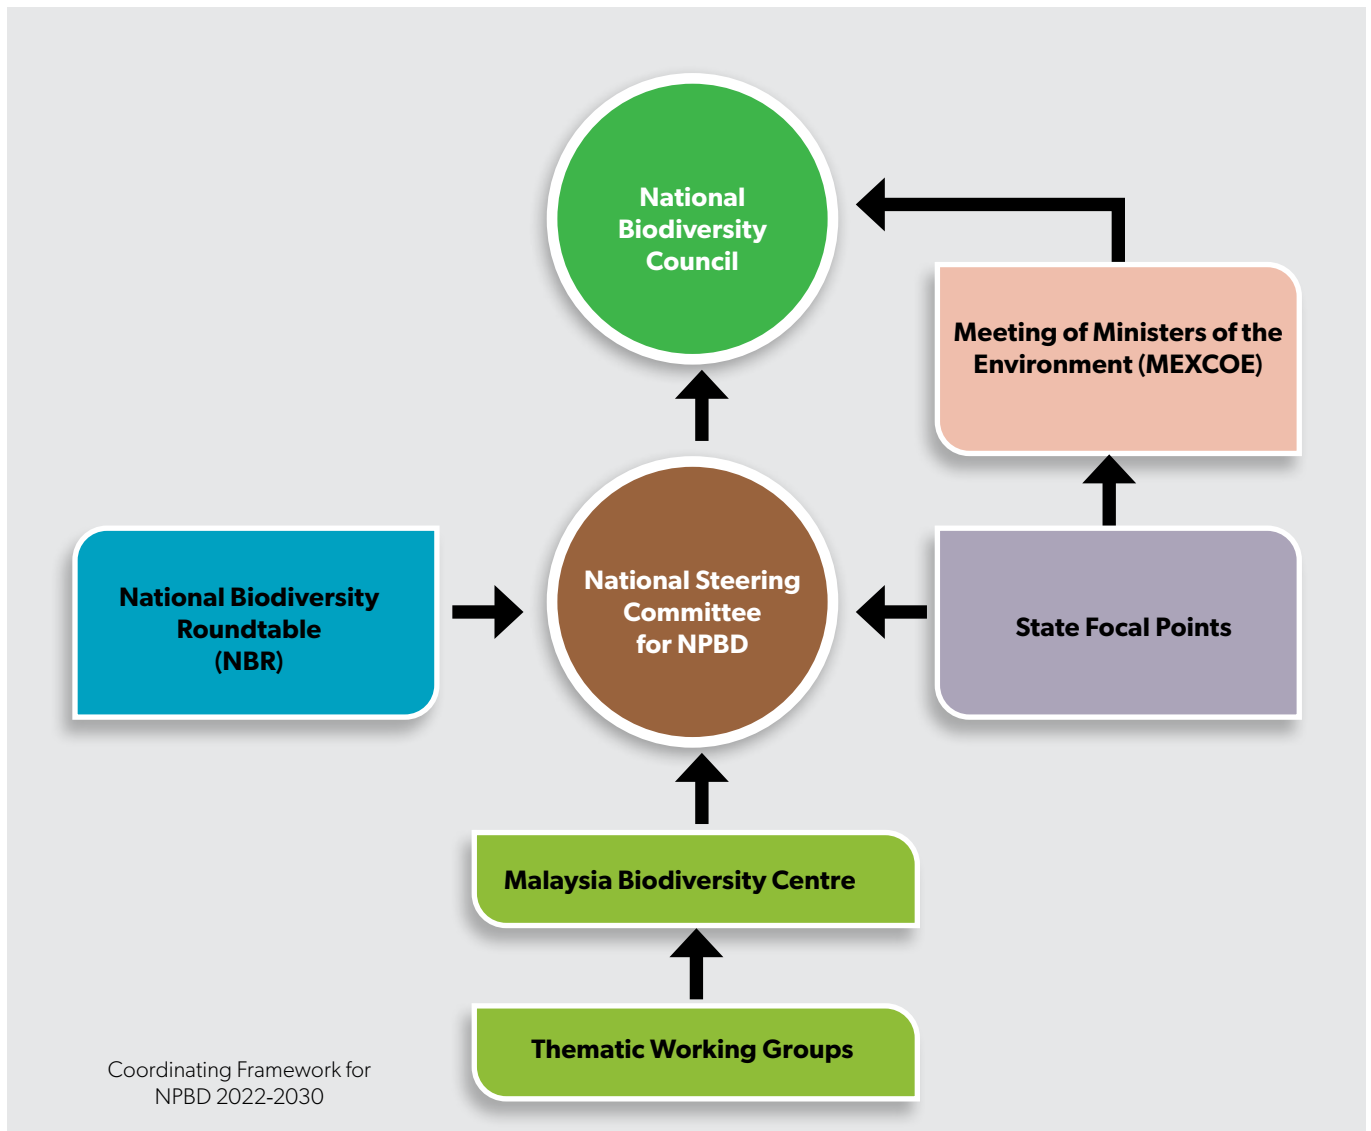 National
Biodiversity
Council
Meeting of Ministers of the
Environment (MEXCOE)
National Biodiversity
Roundtable
(NBR)
National Steering
Committee
for NPBD
State Focal Points
Malaysia Biodiversity Centre
Thematic Working Groups
Coordinating Framework for
NPBD 2022-2030